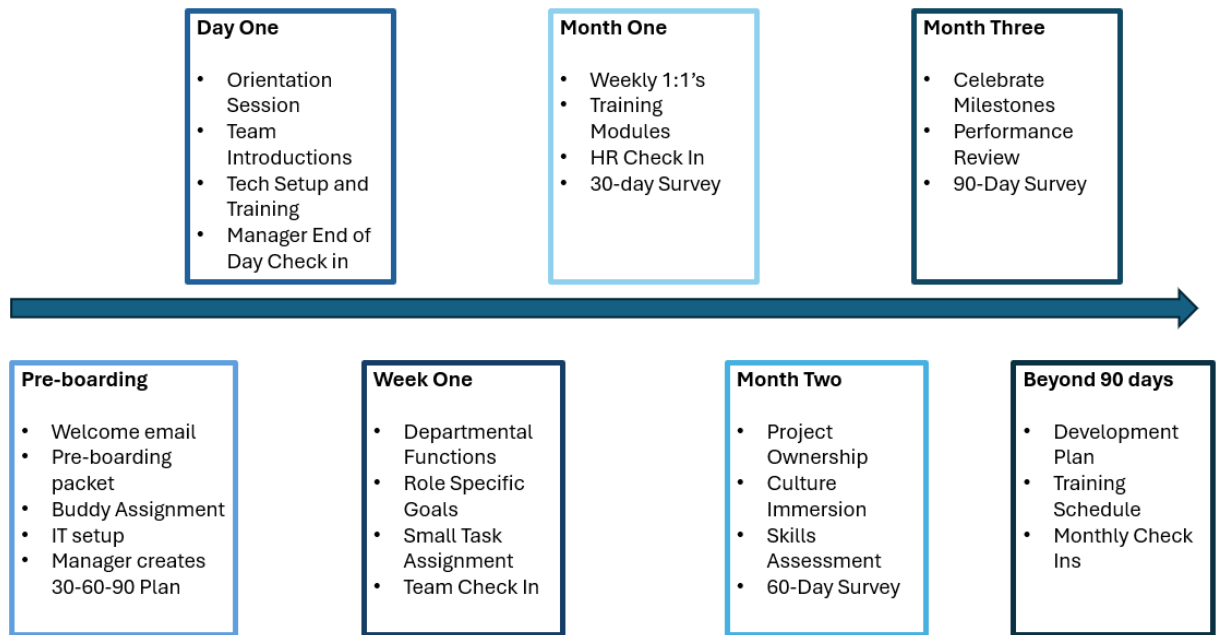 Day One
• Orientation
Session
• Team
Introductions
• Tech Setup and
Training
• Manager End of
Day Check in
Month One
• Weekly 1:1’s
• Training
Modules
• HR Check In
• 30-day Survey
Month Three
• Celebrate
Milestones
• Performance
Review
• 90-Day Survey
Pre-boarding
• Welcome email
• Pre-boarding
packet
• Buddy Assignment
• IT setup
• Manager creates
30-60-90 Plan
Week One
• Departmental
Functions
• Role Specific
Goals
• Small Task
Assignment
• Team Check In
Month Two
• Project
Ownership
• Culture
Immersion
• Skills
Assessment
• 60-Day Survey
Beyond 90 days
• Development
Plan
• Training
Schedule
• Monthly Check
Ins